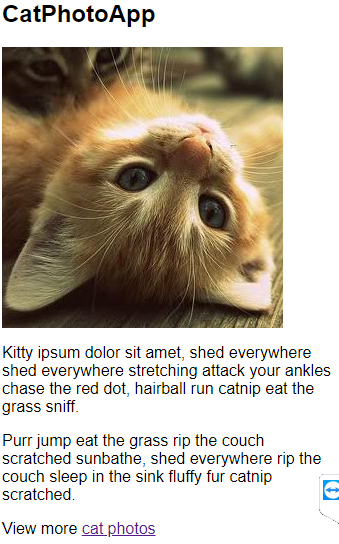 CatPhotoApp
Kitty ipsum dolor sit amet, shed everywhere
shed everywhere stretching attack your ankles
chase the red dot, hairball run catnip eat the
grass sniff.
Purr jump eat the grass rip the couch
scratched sunbathe, shed everywhere rip the
couch sleep in the sink fluffy fur catnip
scratched.
View more cat photos